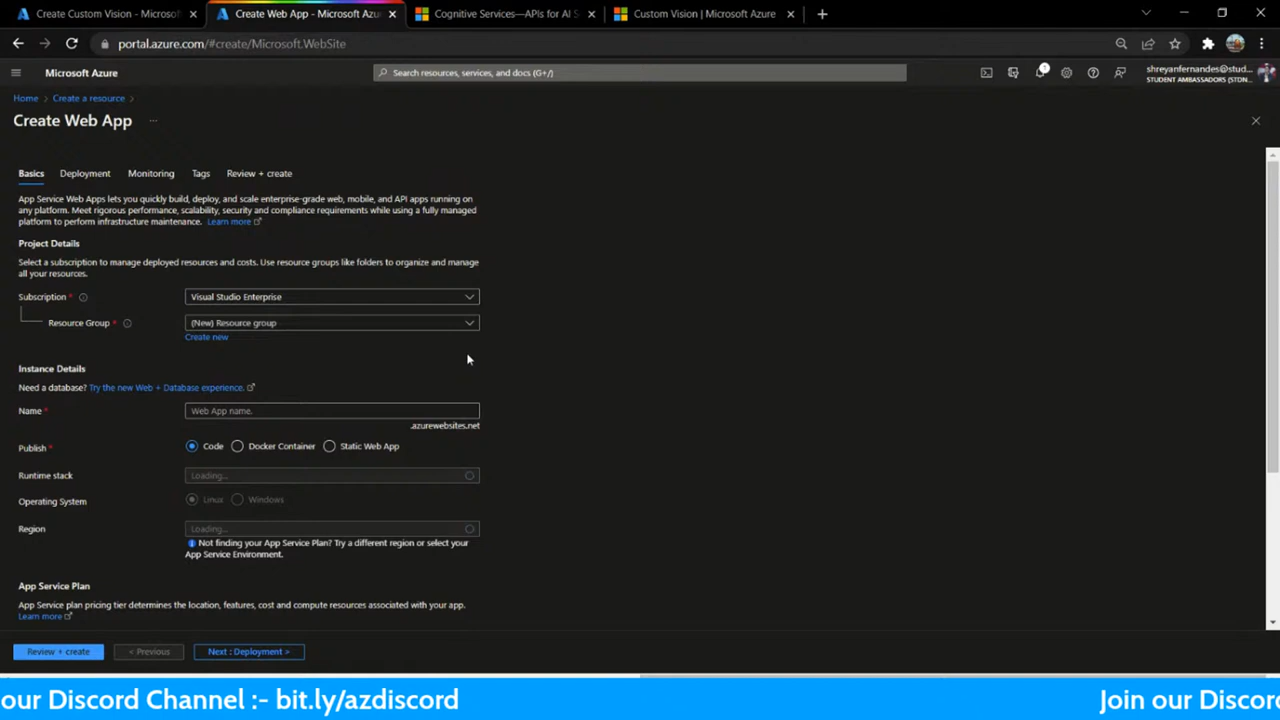 Create Custom Vision - Microsof
Create Web App - Microsoft Azu
Cognitive Services—APIs for AI S
Custom Vision | Microsoft Azure
portal.azure.com/#create/Microsoft.WebSite
Microsoft Azure
Search resources, services, and docs (G+/)
1
shreyanfernandes@stud...
STUDENT AMBASSADORS (STDN...
Home > Create a resource >
Create Web App ...
Basics Deployment Monitoring Tags Review + create
App Service Web Apps lets you quickly build, deploy, and scale enterprise-grade web, mobile, and API apps running on
any platform. Meet rigorous performance, scalability, security and compliance requirements while using a fully managed
platform to perform infrastructure maintenance. Learn more
Project Details
Select a subscription to manage deployed resources and costs. Use resource groups like folders to organize and manage
all your resources.
Subscription * Visual Studio Enterprise
Resource Group * (New) Resource group
Create new
Instance Details
Need a database? Try the new Web + Database experience.
Name * Web App name.
.azurewebsites.net
Publish * Code Docker Container Static Web App
Runtime stack Loading...
Operating System Linux Windows
Region Loading...
Not finding your App Service Plan? Try a different region or select your
App Service Environment.
App Service Plan
App Service plan pricing tier determines the location, features, cost and compute resources associated with your app.
Learn more
Review + create < Previous Next : Deployment >
our Discord Channel :- bit.ly/azdiscord Join our Discor